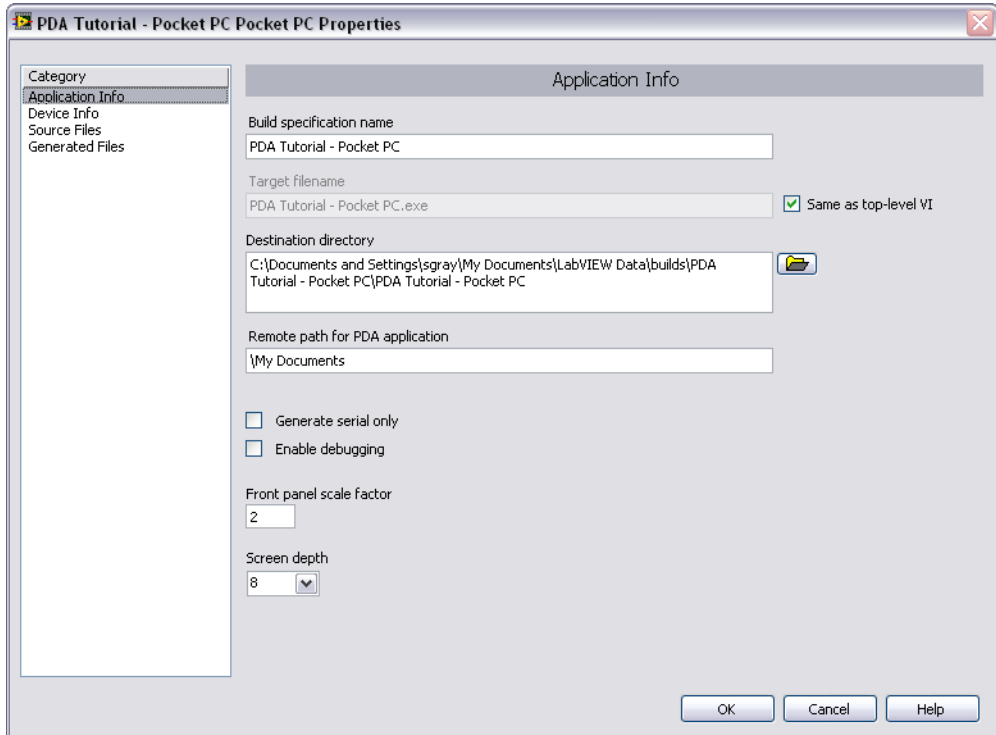 PDA Tutorial - Pocket PC Pocket PC Properties
Category
Application Info
Device Info
Source Files
Generated Files
Application Info
Build specification name
PDA Tutorial - Pocket PC
Target filename
PDA Tutorial - Pocket PC.exe
Same as top-level VI
Destination directory
C:\Documents and Settings\sgray\My Documents\LabVIEW Data\builds\PDA
Tutorial - Pocket PC\PDA Tutorial - Pocket PC
Remote path for PDA application
\My Documents
Generate serial only
Enable debugging
Front panel scale factor
2
Screen depth
8
OK
Cancel
Help